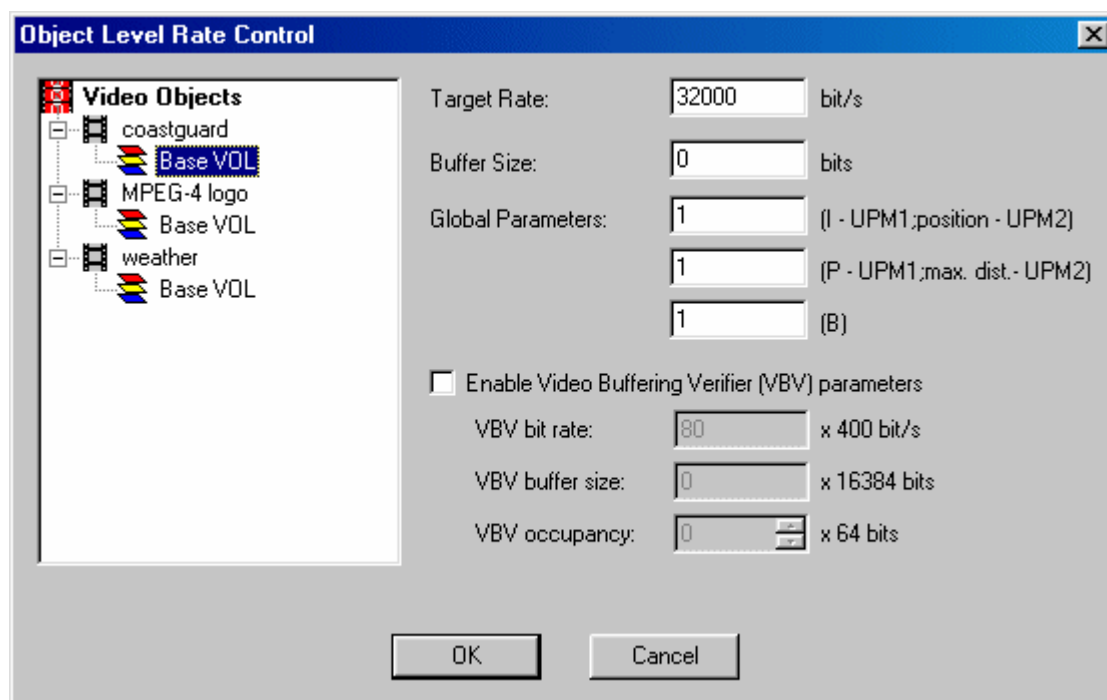 Object Level Rate Control
Video Objects
coastguard
Base VOL
MPEG-4 logo
Base VOL
weather
Base VOL
Target Rate: 32000 bit/s
Buffer Size: 0 bits
Global Parameters: 1 (I - UPM1;position - UPM2)
1 (P - UPM1;max. dist.- UPM2)
1 (B)
Enable Video Buffering Verifier (VBV) parameters
VBV bit rate: 80 x 400 bit/s
VBV buffer size: 0 x 16384 bits
VBV occupancy: 0 x 64 bits
OK Cancel